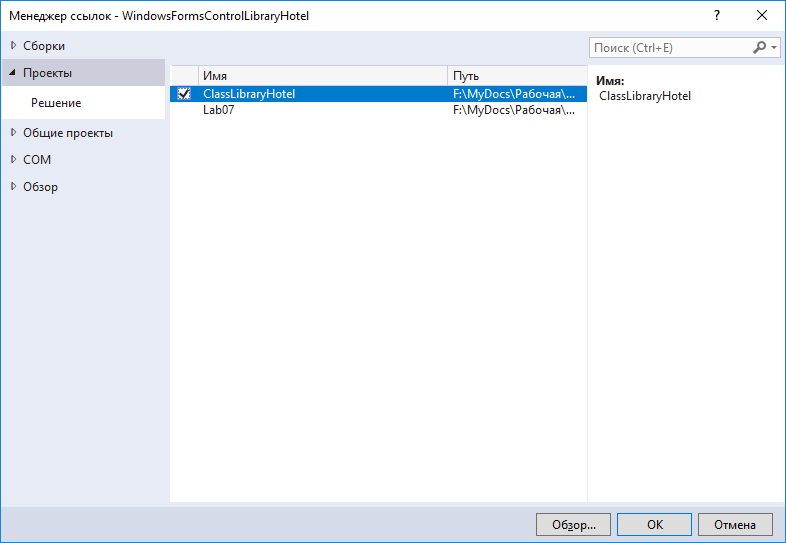 Менеджер ссылок - WindowsFormsControlLibraryHotel
?
Сборки
Проекты
Решение
Общие проекты
COM
Обзор
Имя Путь
ClassLibraryHotel F:\MyDocs\Рабочая\...
Lab07 F:\MyDocs\Рабочая\...
Поиск (Ctrl+E)
Имя:
ClassLibraryHotel
Обзор... ОК Отмена